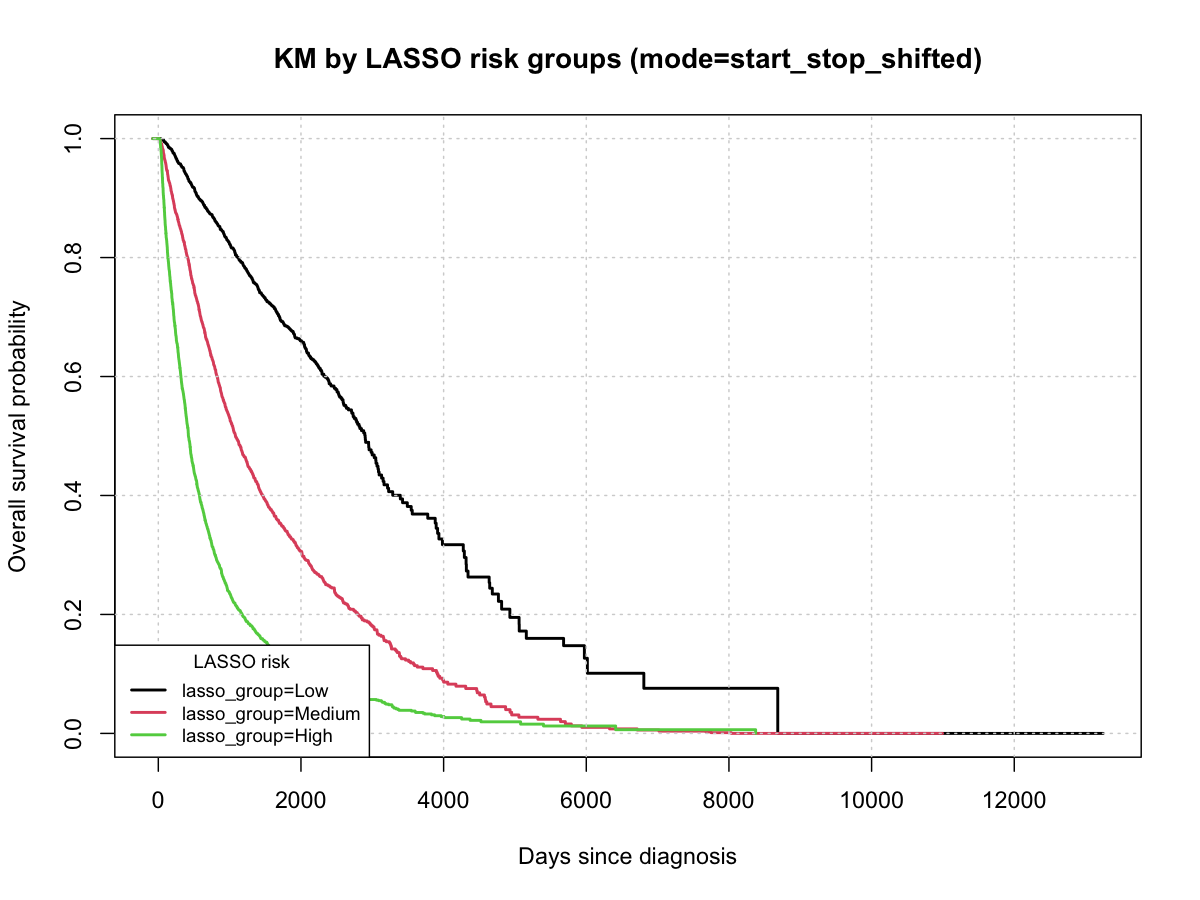 KM by LASSO risk groups (mode=start_stop_shifted)
Overall survival probability
1.0
0.8
0.6
0.4
0.2
0.0
LASSO risk
lasso_group=Low
lasso_group=Medium
lasso_group=High
0 2000 4000 6000 8000 10000 12000
Days since diagnosis